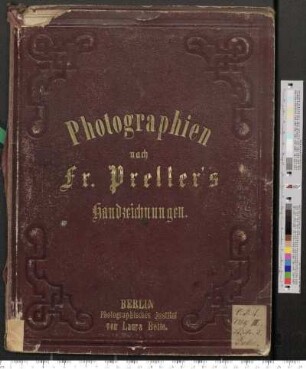 Photographien
nach
Fr. Preller's
Handzeichnungen.
BERLIN
Photographisches Institut
von Laura Bette.